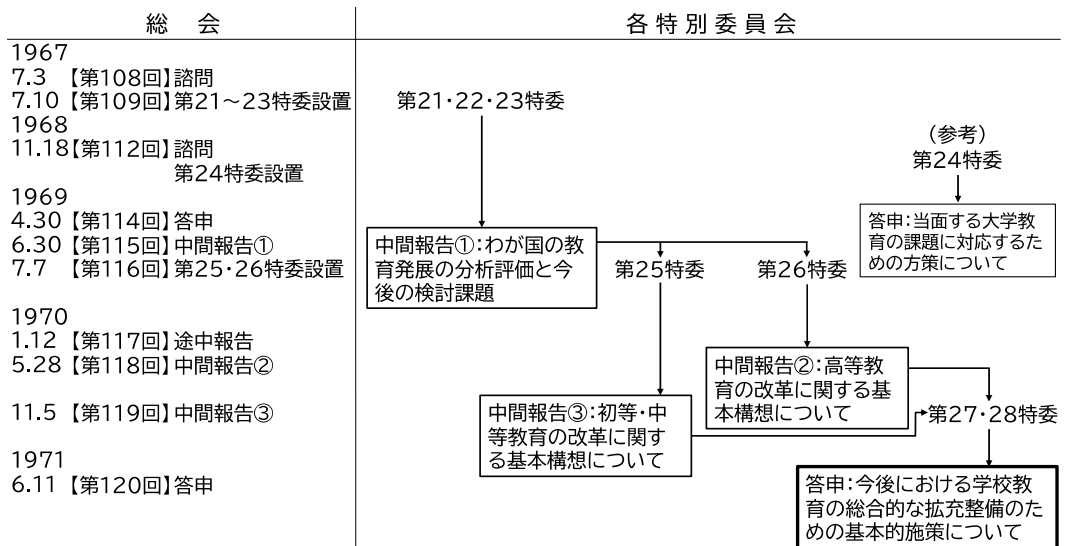 総　会
各特別委員会
1967
7.3 【第108回】諮問
7.10 【第109回】第21～23特委設置
1968
11.18【第112回】諮問
第24特委設置
1969
4.30 【第114回】答申
6.30 【第115回】中間報告①
7.7 【第116回】第25・26特委設置
1970
1.12 【第117回】途中報告
5.28 【第118回】中間報告②
11.5 【第119回】中間報告③
1971
6.11 【第120回】答申
第21・22・23特委
（参考）
第24特委
答申：当面する大学教
育の課題に対応するた
めの方策について
中間報告①：わが国の教
育発展の分析評価と今
後の検討課題
第25特委
第26特委
中間報告②：高等教
育の改革に関する基
本構想について
中間報告③：初等・中
等教育の改革に関す
る基本構想について
第27・28特委
答申：今後における学校教
育の総合的な拡充整備のた
めの基本的施策について